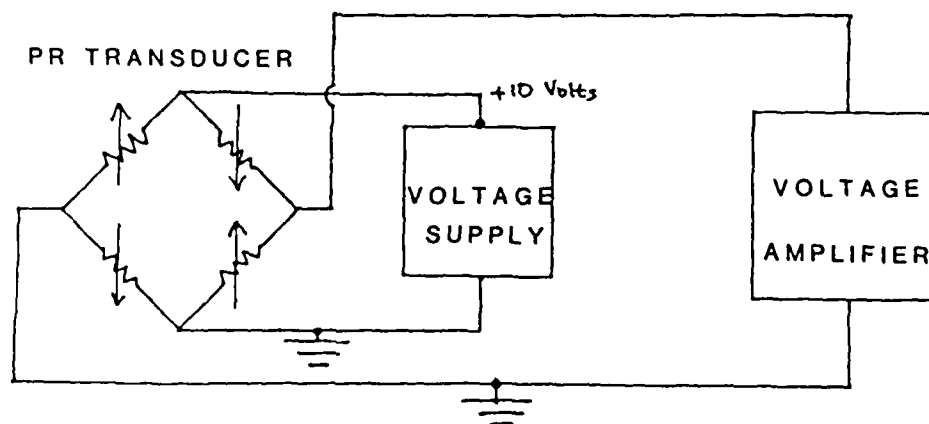 PR TRANSDUCER
+10 Volts
VOLTAGE
SUPPLY
VOLTAGE
AMPLIFIER